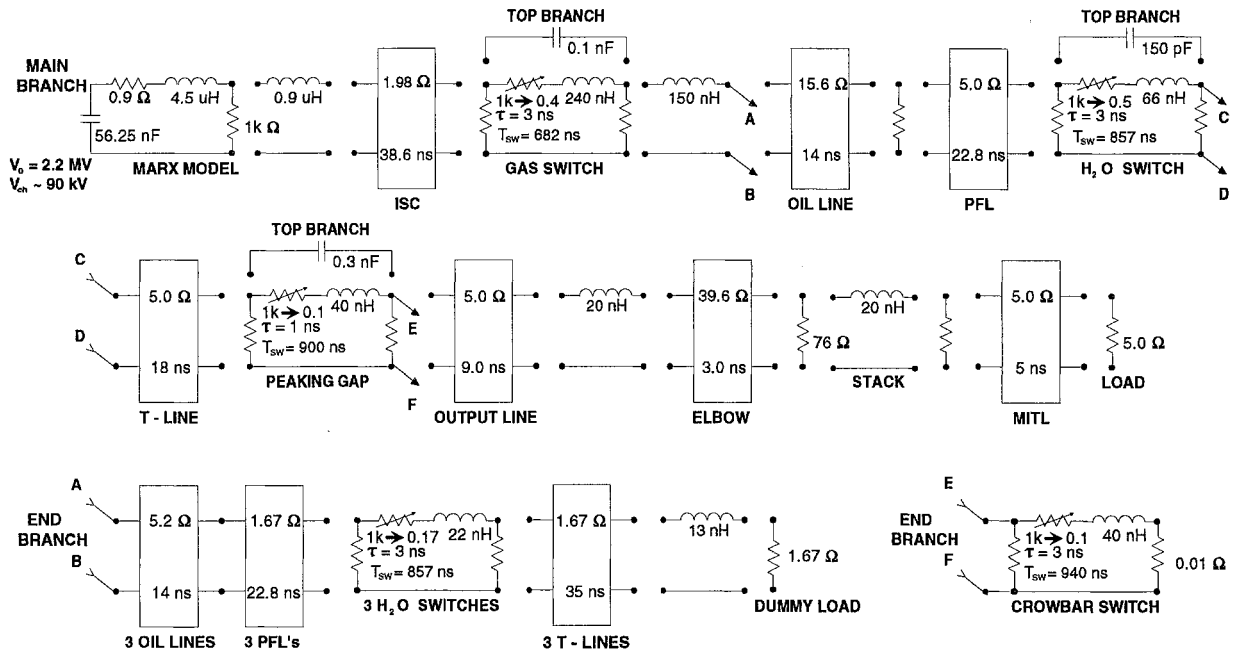 TOP BRANCH
0.1 nF
TOP BRANCH
150 pF
MAIN
BRANCH
0.9 Ω
4.5 uH
0.9 uH
1.98 Ω
1k→0.4
240 nH
150 nH
A
15.6 Ω
5.0 Ω
1k→0.5
66 nH
C
56.25 nF
1k Ω
τ = 3 ns
T_SW = 682 ns
τ = 3 ns
T_SW = 857 ns
V_o = 2.2 MV
V_ch ~ 90 kV
MARX MODEL
38.6 ns
ISC
GAS SWITCH
B
14 ns
OIL LINE
22.8 ns
PFL
H₂O SWITCH
D
TOP BRANCH
0.3 nF
C
5.0 Ω
1k→0.1
40 nH
E
5.0 Ω
20 nH
39.6 Ω
20 nH
5.0 Ω
D
τ = 1 ns
T_SW = 900 ns
76 Ω
5.0 Ω
18 ns
T - LINE
PEAKING GAP
F
9.0 ns
OUTPUT LINE
3.0 ns
ELBOW
STACK
5 ns
MITL
LOAD
A
END
BRANCH
B
5.2 Ω
1.67 Ω
1k→0.17
22 nH
1.67 Ω
13 nH
τ = 3 ns
T_SW = 857 ns
1.67 Ω
14 ns
22.8 ns
3 H₂O SWITCHES
35 ns
DUMMY LOAD
3 OIL LINES
3 PFL's
3 T - LINES
E
END
BRANCH
F
1k→0.1
40 nH
τ = 3 ns
T_SW = 940 ns
0.01 Ω
CROWBAR SWITCH